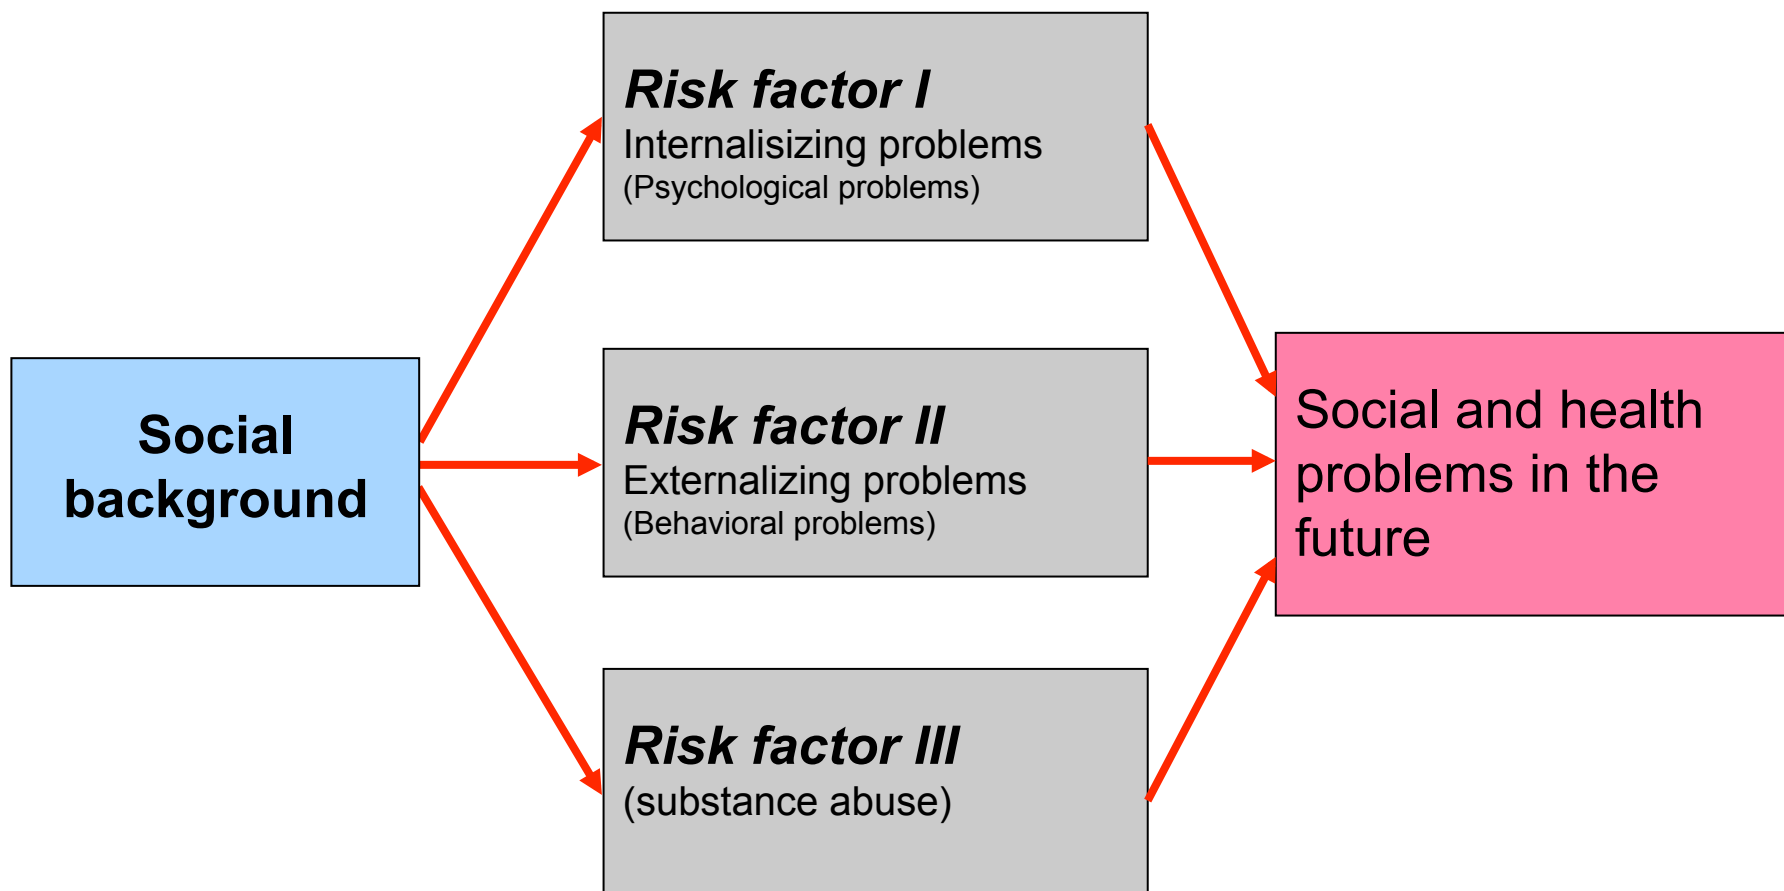 Risk factor I
Internalisizing problems
(Psychological problems)
Social
background
Risk factor II
Externalizing problems
(Behavioral problems)
Risk factor III
(substance abuse)
Social and health
problems in the
future